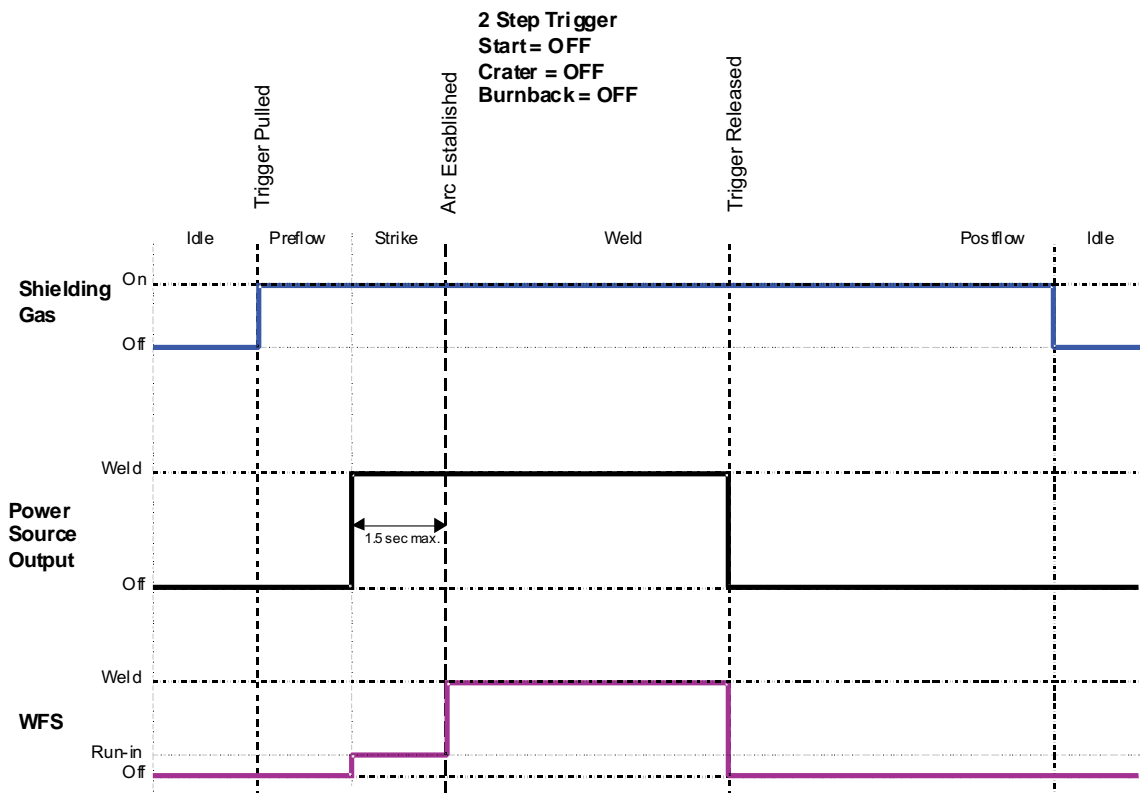 2 Step Trigger
Start = OFF
Crater = OFF
Burnback = OFF
Trigger Pulled
Arc Established
Trigger Released
Idle
Preflow
Strike
Weld
Postflow
Idle
Shielding
Gas
On
Off
Power
Source
Output
Weld
1.5 sec max.
Off
WFS
Weld
Run-in
Off